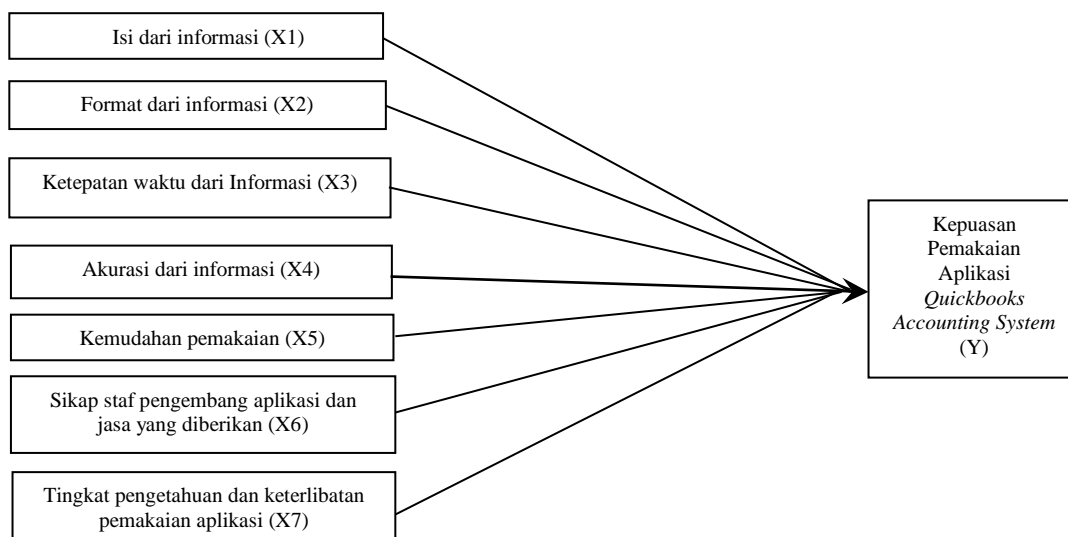 Isi dari informasi (X1)
Format dari informasi (X2)
Ketepatan waktu dari Informasi (X3)
Akurasi dari informasi (X4)
Kemudahan pemakaian (X5)
Sikap staf pengembang aplikasi dan
jasa yang diberikan (X6)
Tingkat pengetahuan dan keterlibatan
pemakaian aplikasi (X7)
Kepuasan
Pemakaian
Aplikasi
Quickbooks
Accounting System
(Y)